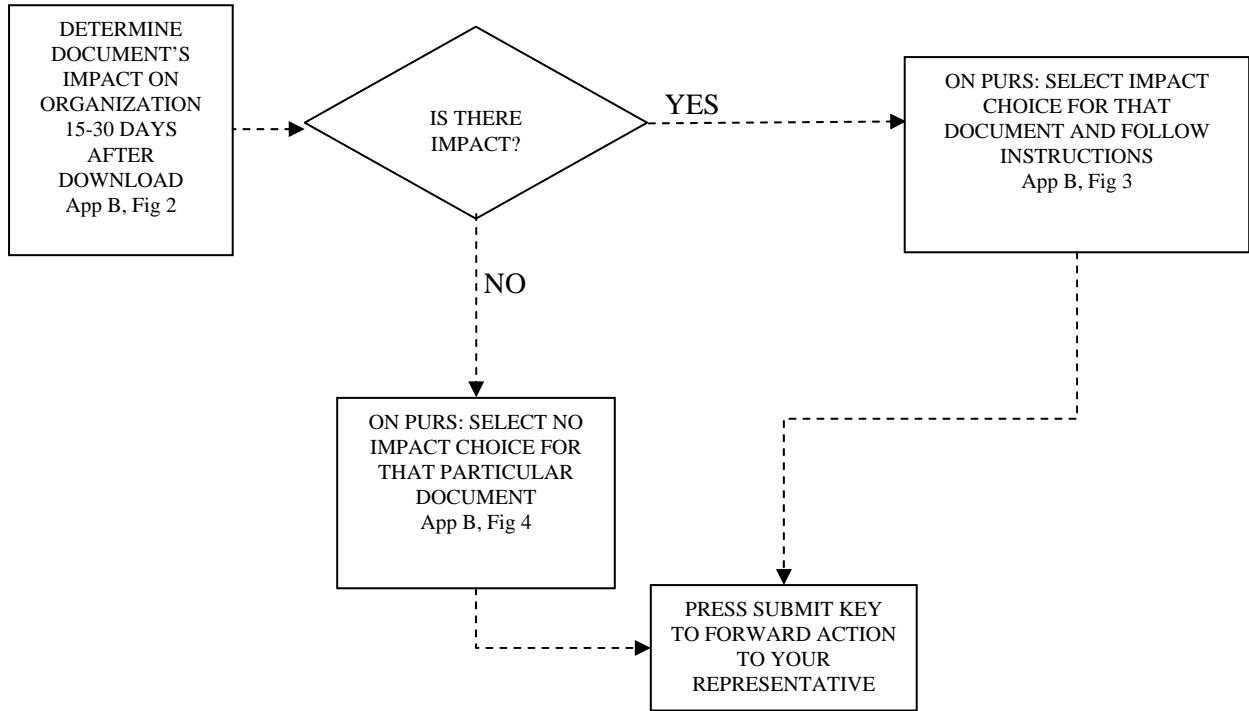 DETERMINE
DOCUMENT’S
IMPACT ON
ORGANIZATION
15-30 DAYS
AFTER
DOWNLOAD
App B, Fig 2
IS THERE
IMPACT?
YES
ON PURS: SELECT IMPACT
CHOICE FOR THAT
DOCUMENT AND FOLLOW
INSTRUCTIONS
App B, Fig 3
NO
ON PURS: SELECT NO
IMPACT CHOICE FOR
THAT PARTICULAR
DOCUMENT
App B, Fig 4
PRESS SUBMIT KEY
TO FORWARD ACTION
TO YOUR
REPRESENTATIVE